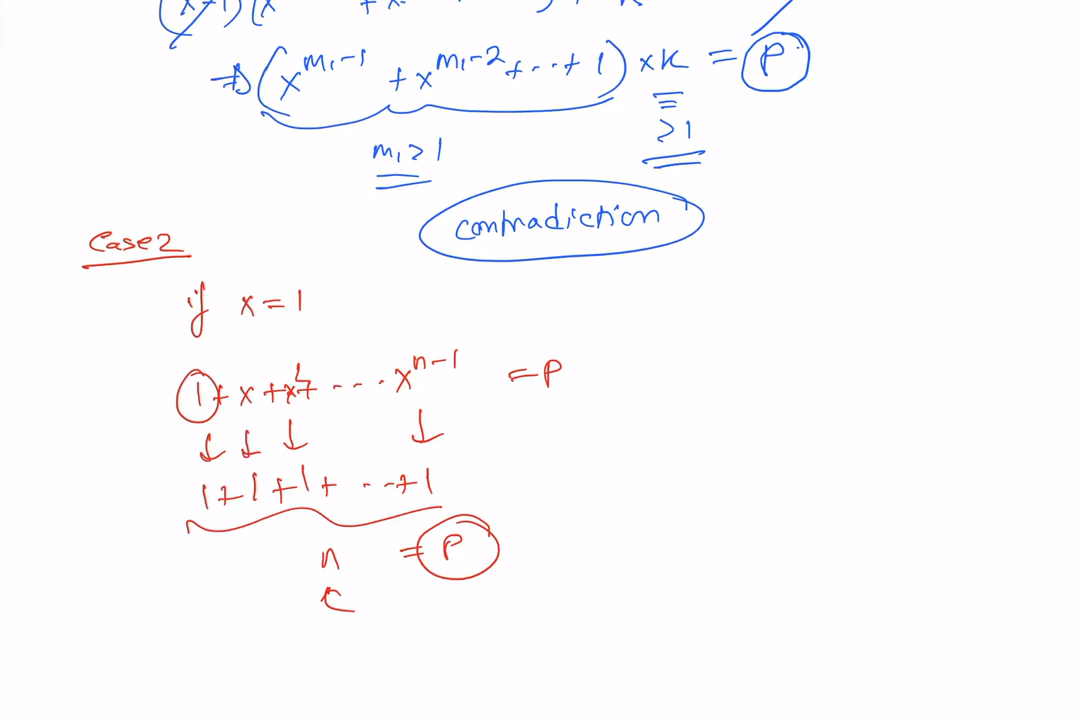 ⇒ (x^{m₁-1} + x^{m₁-2} + ... + 1) × k = P
m₁ > 1
> 1
contradiction
Case 2
if x = 1
1 + x + x² + ... x^{n-1} = P
↓ ↓ ↓ ↓
1 + 1 + 1 + ... + 1
n = P